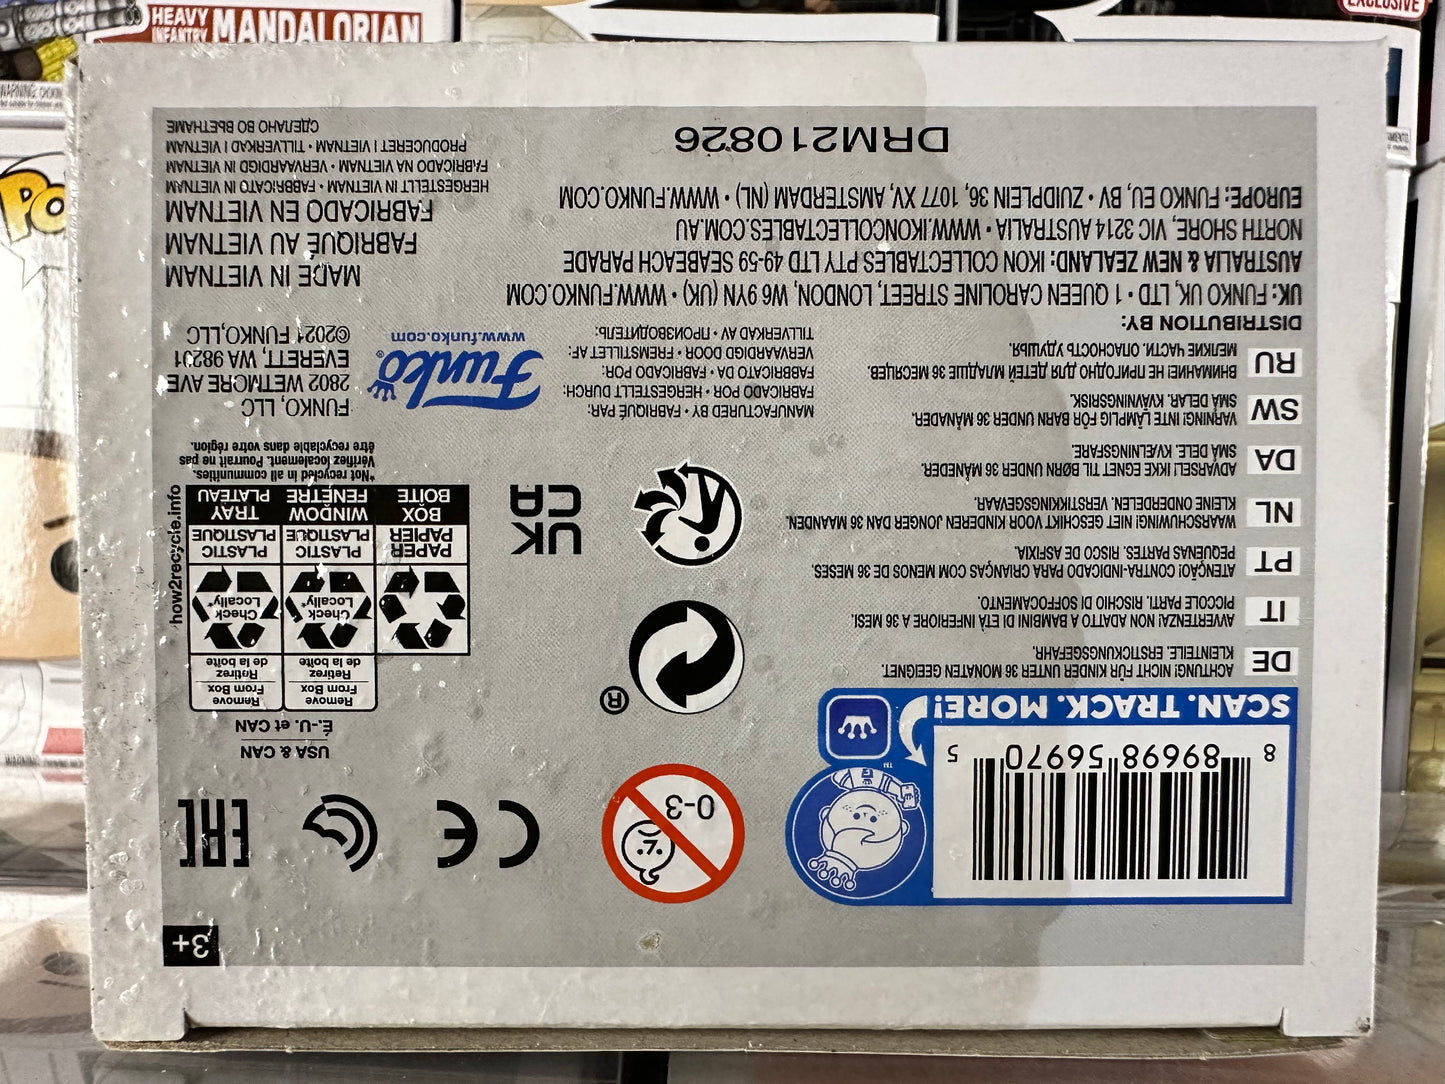 HEAVY
INFANTRY MANDALORIAN
EXCLUSIVE
3+
EAC
CE
0-3
8 89698 56970 5
SCAN. TRACK. MORE!
™
USA & CAN
É.-U. et CAN
Remove
From Box
Retirez
de la boîte
Remove
From Box
Retirez
de la boîte
Check
Locally*
Check
Locally*
PAPER
PAPIER
PLASTIC
PLASTIQUE
PLASTIC
PLASTIQUE
BOX
BOÎTE
WINDOW
FENÊTRE
TRAY
PLATEAU
how2recycle.info
*Not recycled in all communities.
Vérifiez localement. Pourrait ne pas
être recyclable dans votre région.
®
UK
CA
DE
ACHTUNG! NICHT FÜR KINDER UNTER 36 MONATEN GEEIGNET.
KLEINTEILE. ERSTICKUNGSGEFAHR.
IT
AVVERTENZA! NON ADATTO A BAMBINI DI ETÀ INFERIORE A 36 MESI.
PICCOLE PARTI. RISCHIO DI SOFFOCAMENTO.
PT
ATENÇÃO! CONTRA-INDICADO PARA CRIANÇAS COM MENOS DE 36 MESES.
PEQUENAS PARTES. RISCO DE ASFIXIA.
NL
WAARSCHUWING! NIET GESCHIKT VOOR KINDEREN JONGER DAN 36 MAANDEN.
KLEINE ONDERDELEN. VERSTIKKINGSGEVAAR.
DA
ADVARSEL! IKKE EGNET TIL BØRN UNDER 36 MÅNEDER.
SMÅ DELE. KVÆLNINGSFARE.
SW
VARNING! INTE LÄMPLIG FÖR BARN UNDER 36 MÅNADER.
SMÅ DELAR. KVÄVNINGSRISK.
RU
ВНИМАНИЕ! НЕ ПРИГОДНО ДЛЯ ДЕТЕЙ МЛАДШЕ 36 МЕСЯЦЕВ.
МЕЛКИЕ ЧАСТИ. ОПАСНОСТЬ УДУШЬЯ.
MANUFACTURED BY • FABRIQUÉ PAR:
FABRICADO POR • HERGESTELLT DURCH:
FABRICATO DA • FABRICADO POR:
VERVAARDIGD DOOR • FREMSTILLET AF:
TILLVERKAD AV • ПРОИЗВОДИТЕЛЬ:
Funko®
www.funko.com
FUNKO, LLC
2802 WETMORE AVE
EVERETT, WA 98201
©2021 FUNKO,LLC
DISTRIBUTION BY:
UK: FUNKO UK, LTD • 1 QUEEN CAROLINE STREET, LONDON, W6 9YN (UK) • WWW.FUNKO.COM
AUSTRALIA & NEW ZEALAND: IKON COLLECTABLES PTY LTD 49-59 SEABEACH PARADE
NORTH SHORE, VIC 3214 AUSTRALIA • WWW.IKONCOLLECTABLES.COM.AU
EUROPE: FUNKO EU, BV • ZUIDPLEIN 36, 1077 XV, AMSTERDAM (NL) • WWW.FUNKO.COM
MADE IN VIETNAM
FABRIQUÉ AU VIETNAM
FABRICADO EN VIETNAM
HERGESTELLT IN VIETNAM • FABBRICATO IN VIETNAM
FABRICADO NA VIETNAM • VERVAARDIGD IN VIETNAM
PRODUCERET I VIETNAM • TILLVERKAD I VIETNAM
СДЕЛАНО ВО ВЬЕТНАМЕ
DRM210826